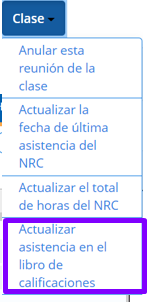 Clase
Anular esta
reunión de la
clase
Actualizar la
fecha de última
asistencia del
NRC
Actualizar el total
de horas del NRC
Actualizar
asistencia en el
libro de
calificaciones